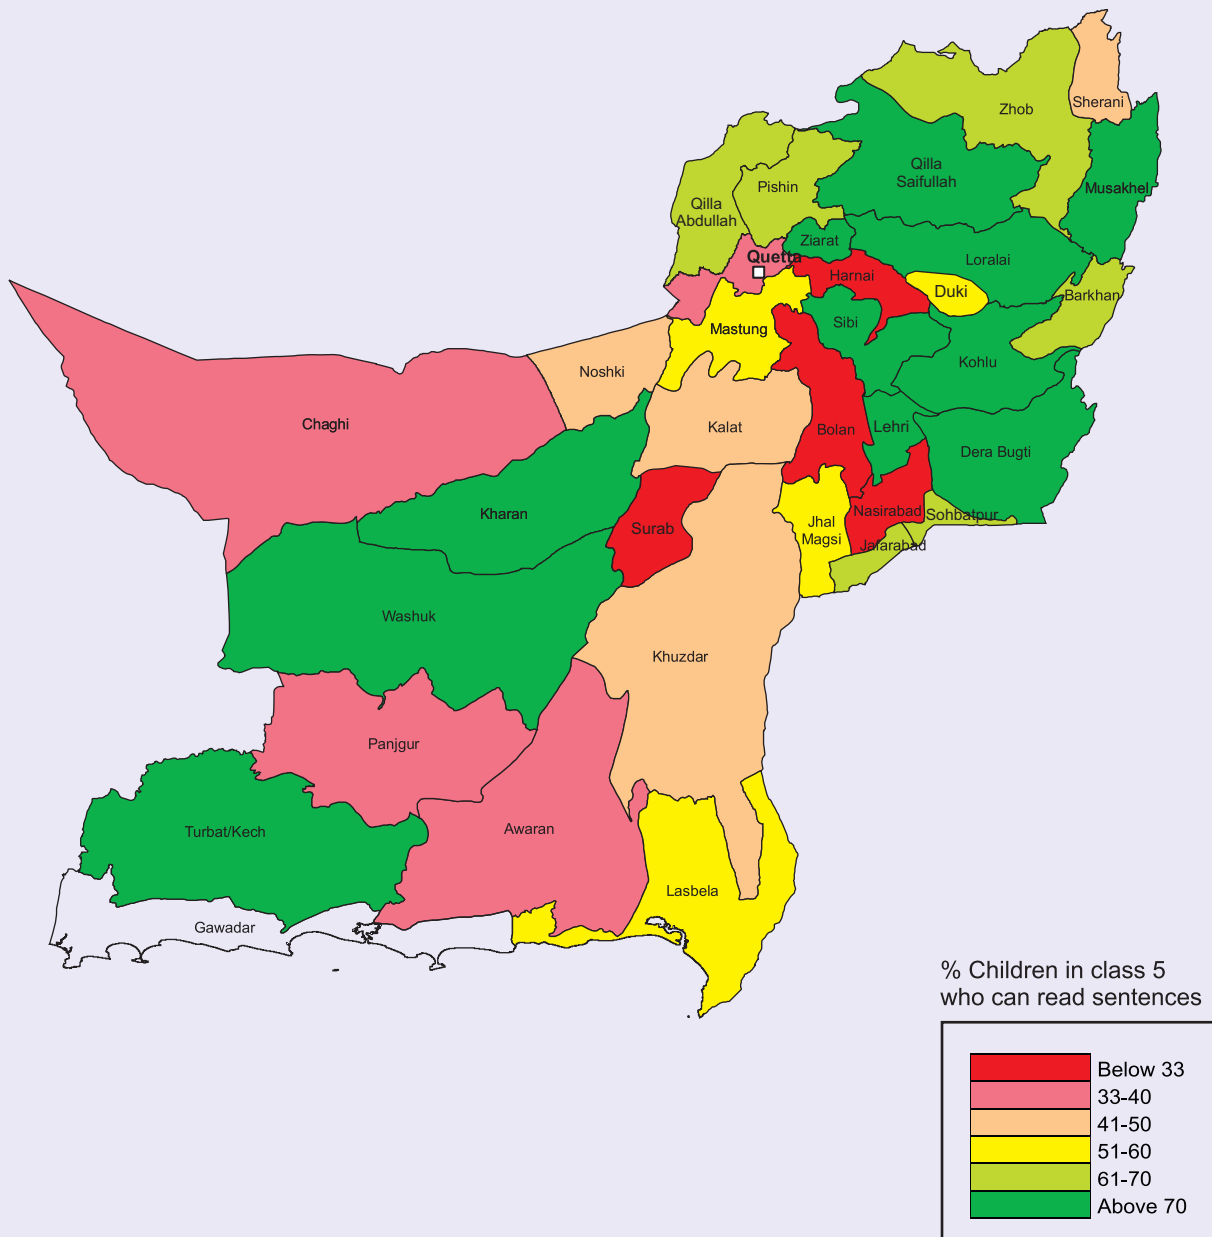 Sherani
Zhob
Qilla
Saifullah
Musakhel
Pishin
Qilla
Abdullah
Ziarat
Quetta
Loralai
Harnai
Duki
Barkhan
Sibi
Mastung
Kohlu
Noshki
Chaghi
Kalat
Bolan
Lehri
Dera Bugti
Kharan
Surab
Nasirabad
Sohbatpur
Jhal
Magsi
Jafarabad
Washuk
Khuzdar
Panjgur
Turbat/Kech
Awaran
Lasbela
Gawadar
% Children in class 5
who can read sentences
Below 33
33-40
41-50
51-60
61-70
Above 70